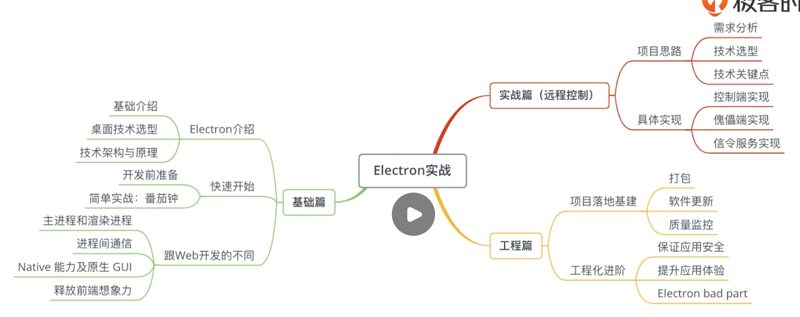 极客时
Electron实战
基础篇
Electron介绍
基础介绍
桌面技术选型
技术架构与原理
快速开始
开发前准备
简单实战：番茄钟
跟Web开发的不同
主进程和渲染进程
进程间通信
Native 能力及原生 GUI
释放前端想象力
实战篇（远程控制）
项目思路
需求分析
技术选型
技术关键点
具体实现
控制端实现
傀儡端实现
信令服务实现
工程篇
项目落地基建
打包
软件更新
质量监控
工程化进阶
保证应用安全
提升应用体验
Electron bad part